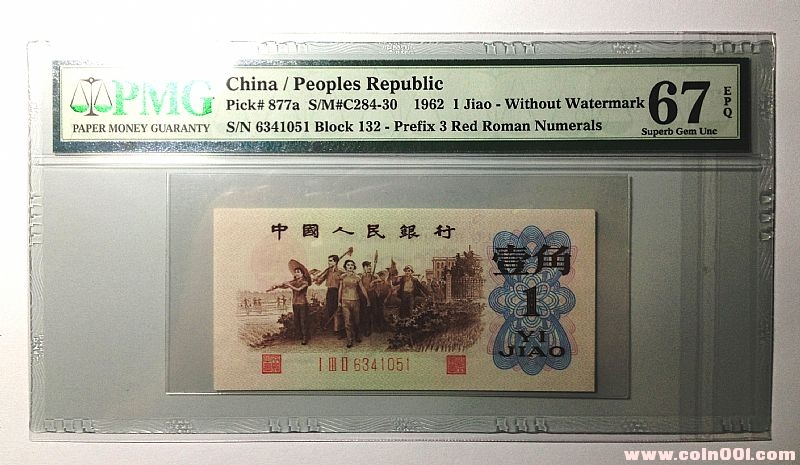 PMG
PAPER MONEY GUARANTY
China / Peoples Republic
Pick# 877a S/M#C284-30 1962 1 Jiao - Without Watermark
S/N 6341051 Block 132 - Prefix 3 Red Roman Numerals
67
EPQ
Superb Gem Unc
中國人民銀行
壹角
1
YI
JIAO
I III II 6341051
www.coin001.com